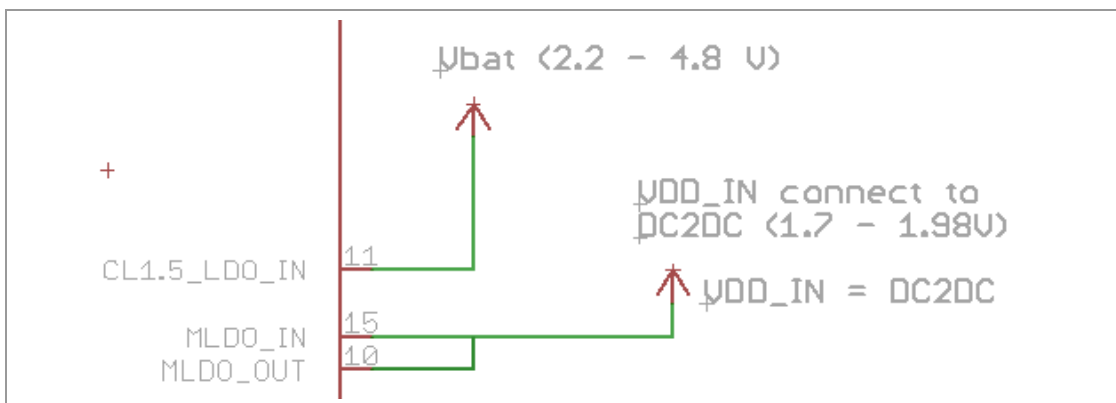 Vbat (2.2 - 4.8 V)
VDD_IN connect to
DC2DC (1.7 - 1.98V)
VDD_IN = DC2DC
CL1.5_LDO_IN 11
MLDO_IN 15
MLDO_OUT 10